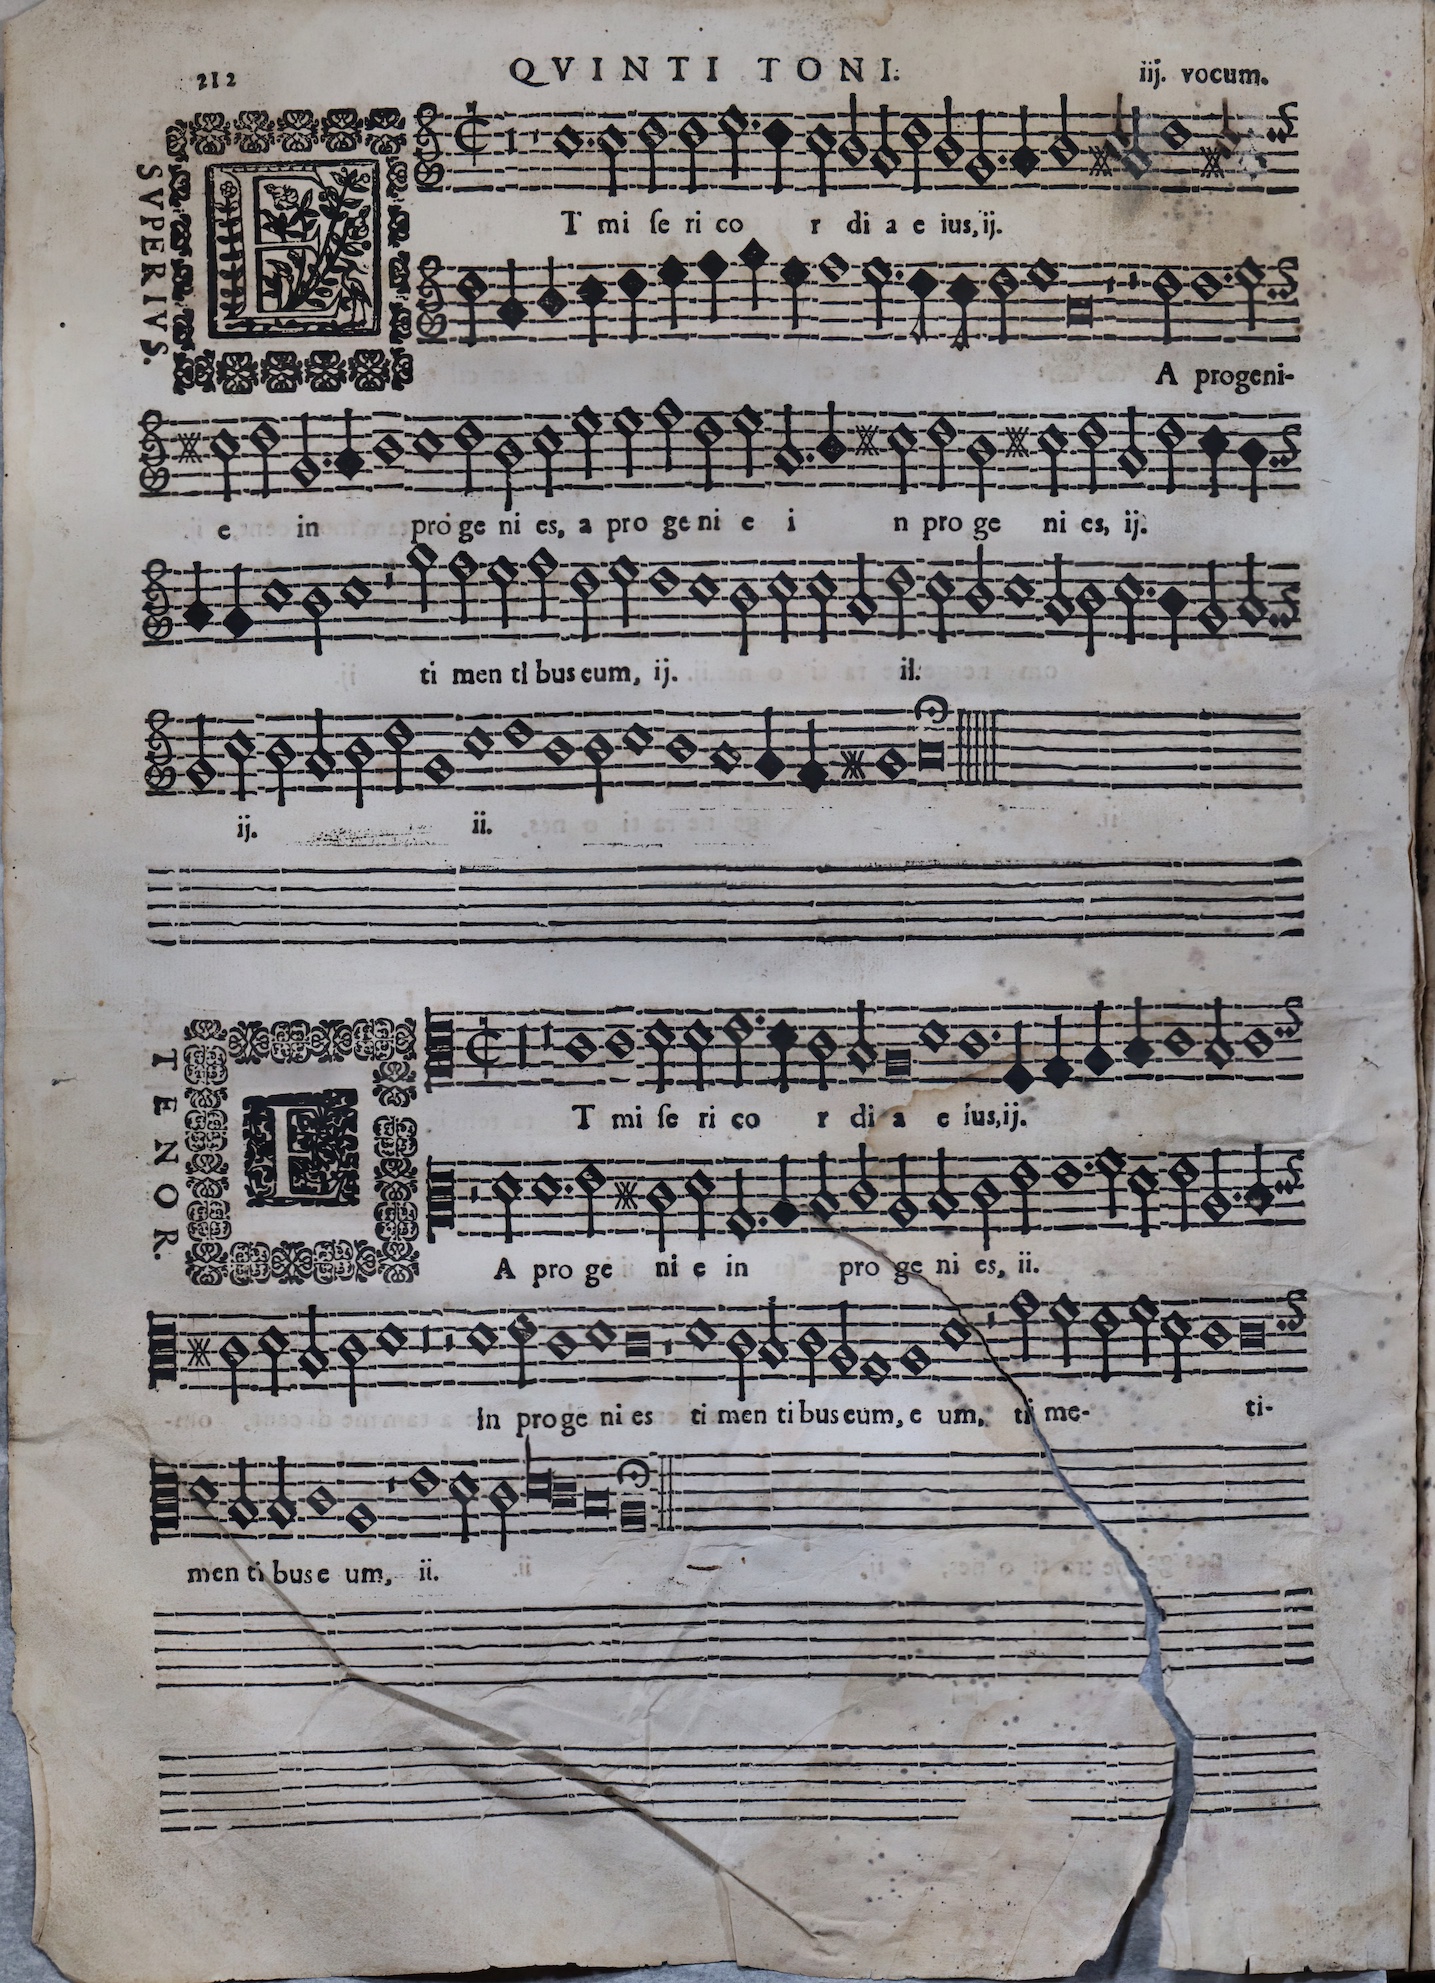 212 QVINTI TONI. iij. vocum.
SVPERIVS.
ET mi ſe ri co r di a e ius, ij.
A progeni-
e in pro ge ni es, a pro ge ni e i n pro ge ni es, ij.
ti men ti bus eum, ij. ii.
ij. ii.
TENOR.
ET mi ſe ri co r di a e ius, ij.
A pro ge ni e in pro ge ni es, ii.
in pro ge ni es ti men ti bus eum, e um, ti me- ti-
men ti bus e um, ii.